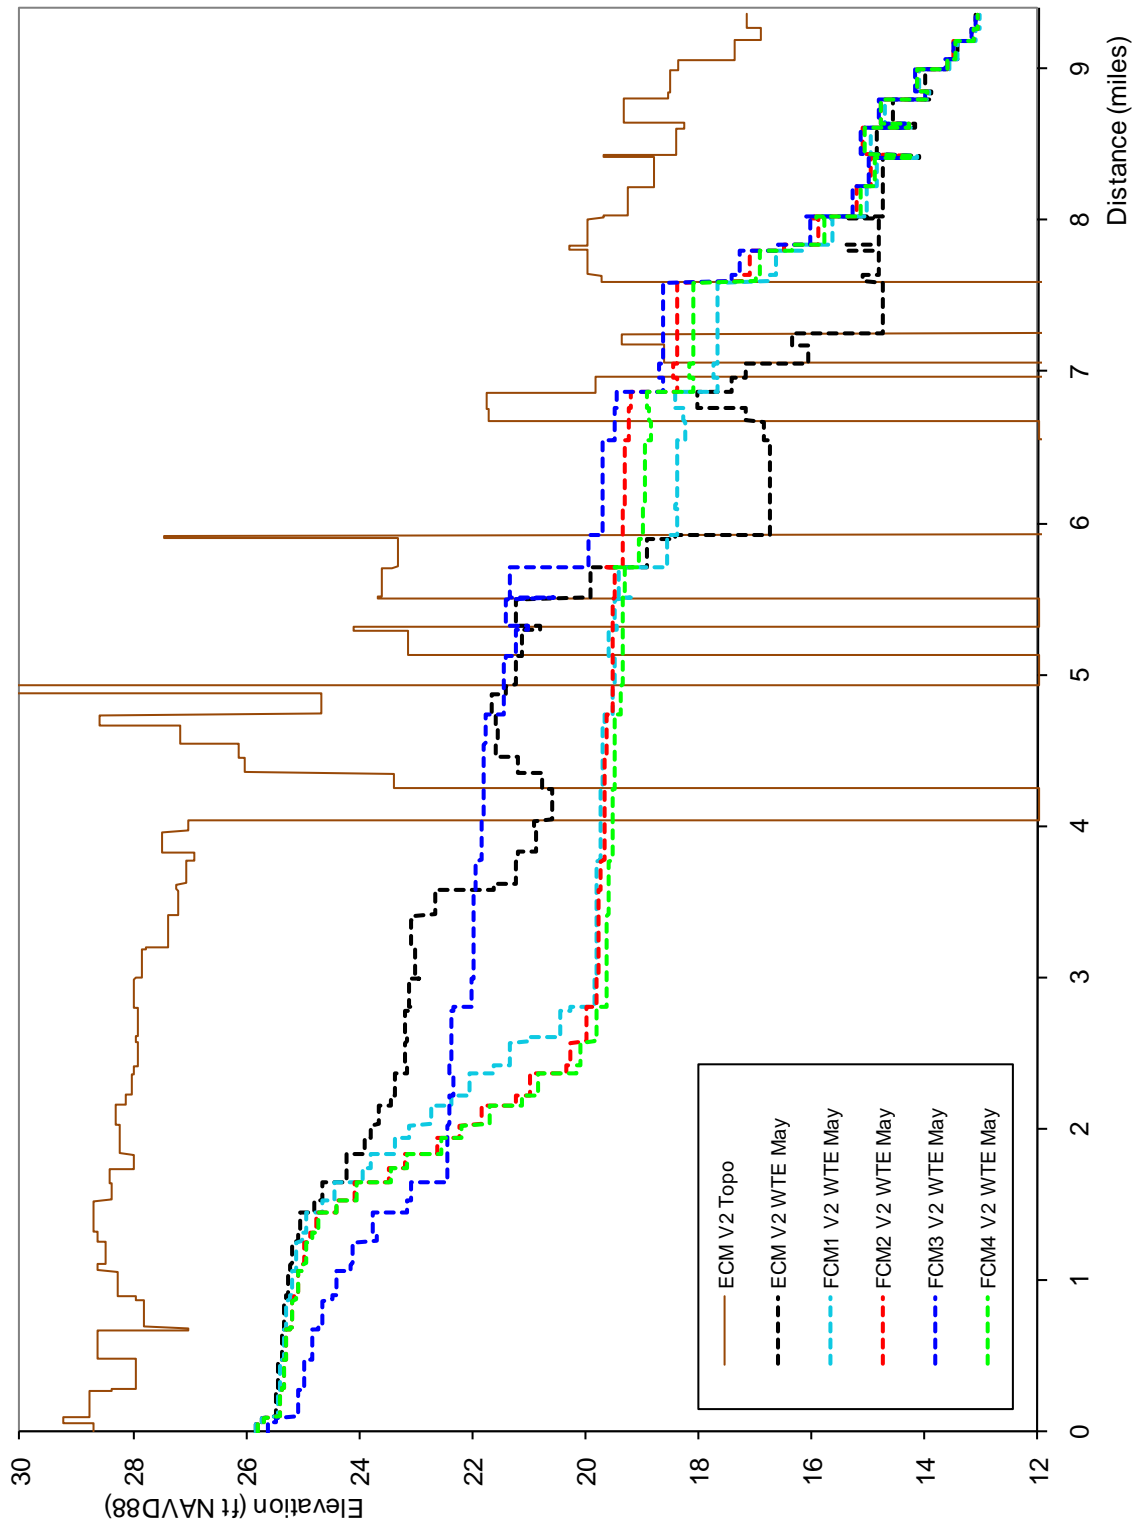 Elevation (ft NAVD88)
30
28
26
24
22
20
18
16
14
12
0
1
2
3
4
5
6
7
8
9
Distance (miles)
ECM V2 Topo
ECM V2 WTE May
FCM1 V2 WTE May
FCM2 V2 WTE May
FCM3 V2 WTE May
FCM4 V2 WTE May